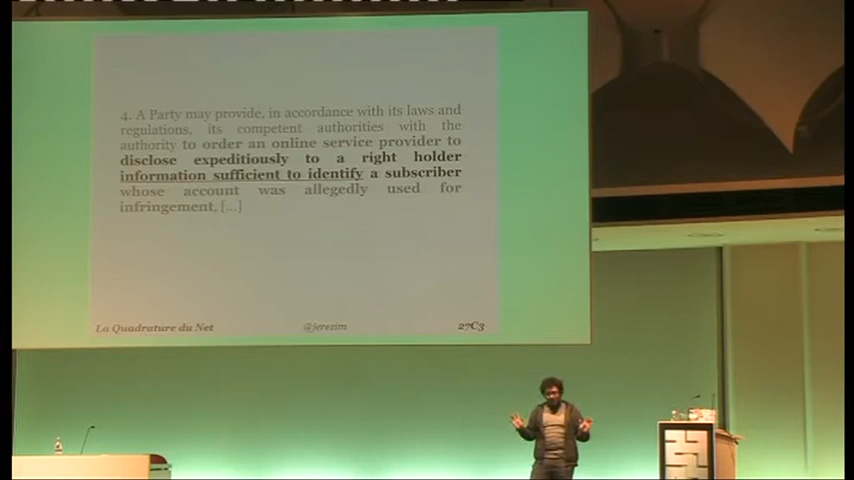 4. A Party may provide, in accordance with its laws and
regulations, its competent authorities with the
authority to order an online service provider to
disclose expeditiously to a right holder
information sufficient to identify a subscriber
whose account was allegedly used for
infringement, [...]
La Quadrature du Net
@jerezim
27C3